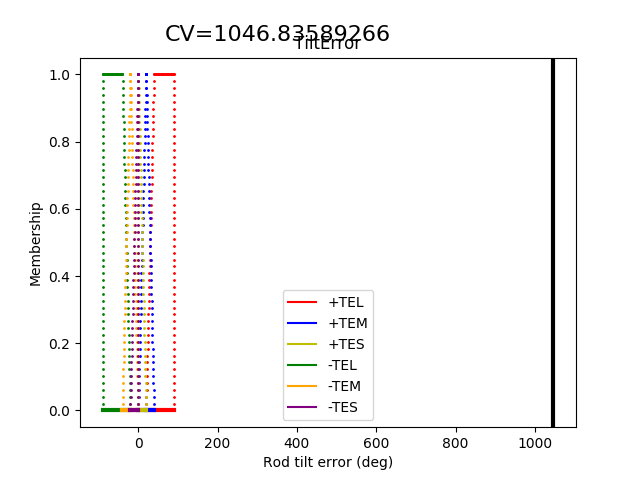 CV=1046.83589266
TiltError
1.0
0.8
0.6
0.4
0.2
0.0
Membership
+TEL
+TEM
+TES
-TEL
-TEM
-TES
0 200 400 600 800 1000
Rod tilt error (deg)